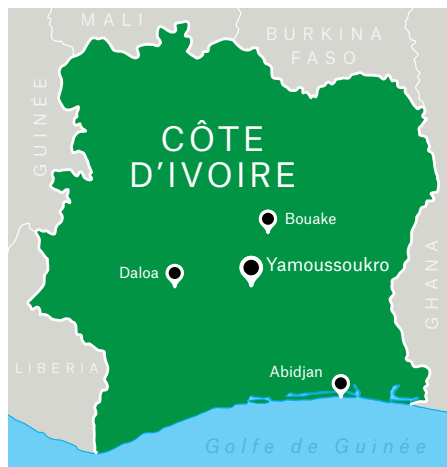 MALI
BURKINA
FASO
GUINÉE
CÔTE
D'IVOIRE
Bouake
Yamoussoukro
Daloa
GHANA
LIBERIA
Abidjan
Golfe de Guinée